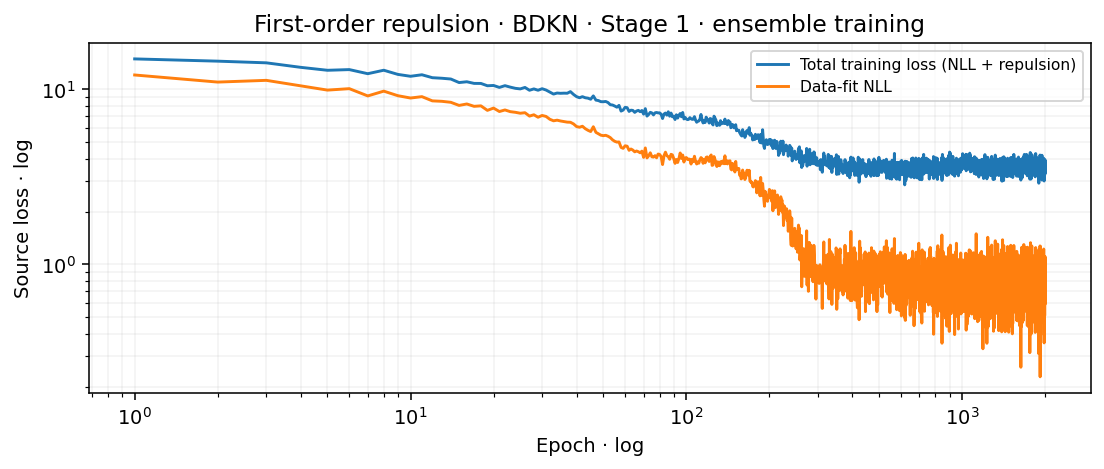 First-order repulsion · BDKN · Stage 1 · ensemble training
Total training loss (NLL + repulsion)
Data-fit NLL
Source loss · log
10¹
10⁰
10⁰ 10¹ 10² 10³
Epoch · log